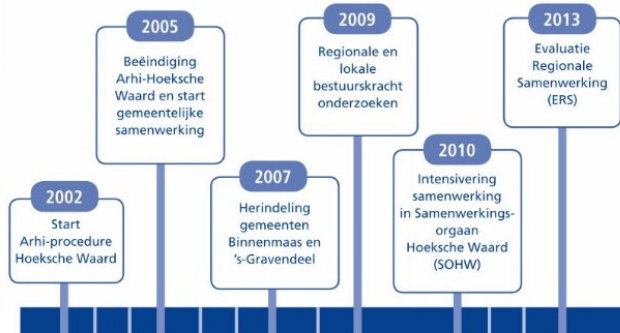 2002
Start
Arhi-procedure
Hoeksche Waard
2005
Beëindiging
Arhi-Hoeksche
Waard en start
gemeentelijke
samenwerking
2007
Herindeling
gemeenten
Binnenmaas en
's-Gravendeel
2009
Regionale en
lokale
bestuurskracht
onderzoeken
2010
Intensivering
samenwerking
in Samenwerkings-
orgaan
Hoeksche Waard
(SOHW)
2013
Evaluatie
Regionale
Samenwerking
(ERS)